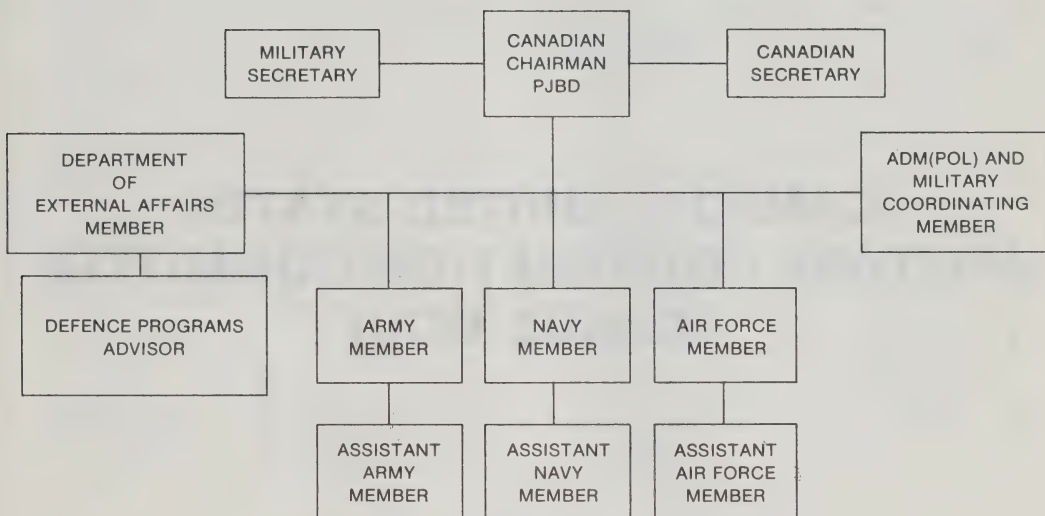 MILITARY
SECRETARY
CANADIAN
CHAIRMAN
PJBD
CANADIAN
SECRETARY
DEPARTMENT
OF
EXTERNAL AFFAIRS
MEMBER
ADM(POL) AND
MILITARY
COORDINATING
MEMBER
DEFENCE PROGRAMS
ADVISOR
ARMY
MEMBER
NAVY
MEMBER
AIR FORCE
MEMBER
ASSISTANT
ARMY
MEMBER
ASSISTANT
NAVY
MEMBER
ASSISTANT
AIR FORCE
MEMBER